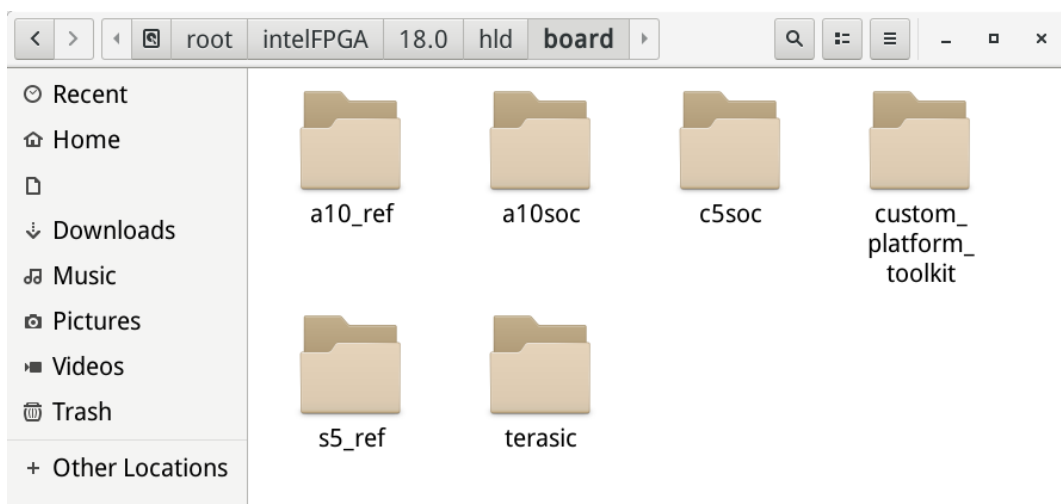 root intelFPGA 18.0 hld board
Recent
Home
Downloads
Music
Pictures
Videos
Trash
+ Other Locations
a10_ref a10soc c5soc custom_
platform_
toolkit
s5_ref terasic